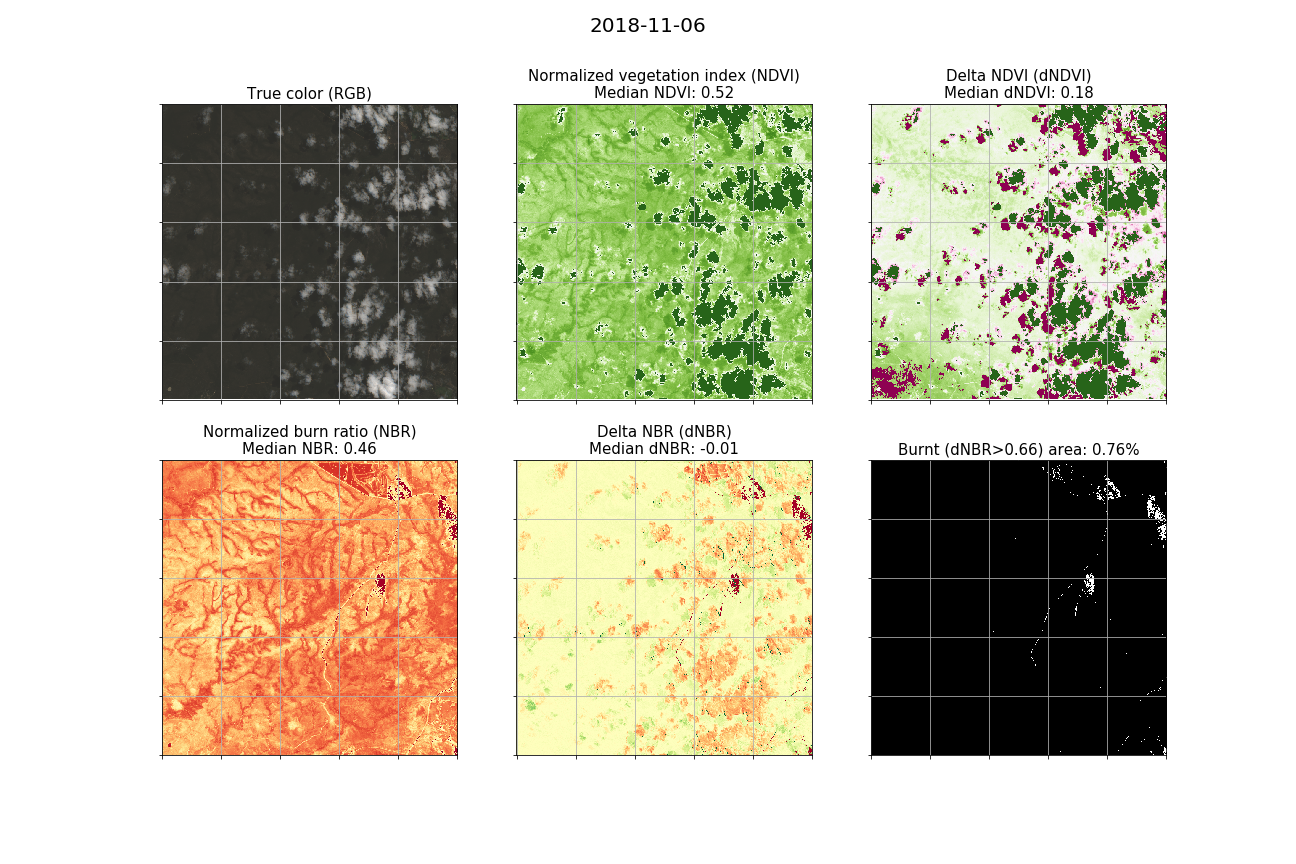 2018-11-06
True color (RGB)
Normalized vegetation index (NDVI)
Median NDVI: 0.52
Delta NDVI (dNDVI)
Median dNDVI: 0.18
Normalized burn ratio (NBR)
Median NBR: 0.46
Delta NBR (dNBR)
Median dNBR: -0.01
Burnt (dNBR>0.66) area: 0.76%